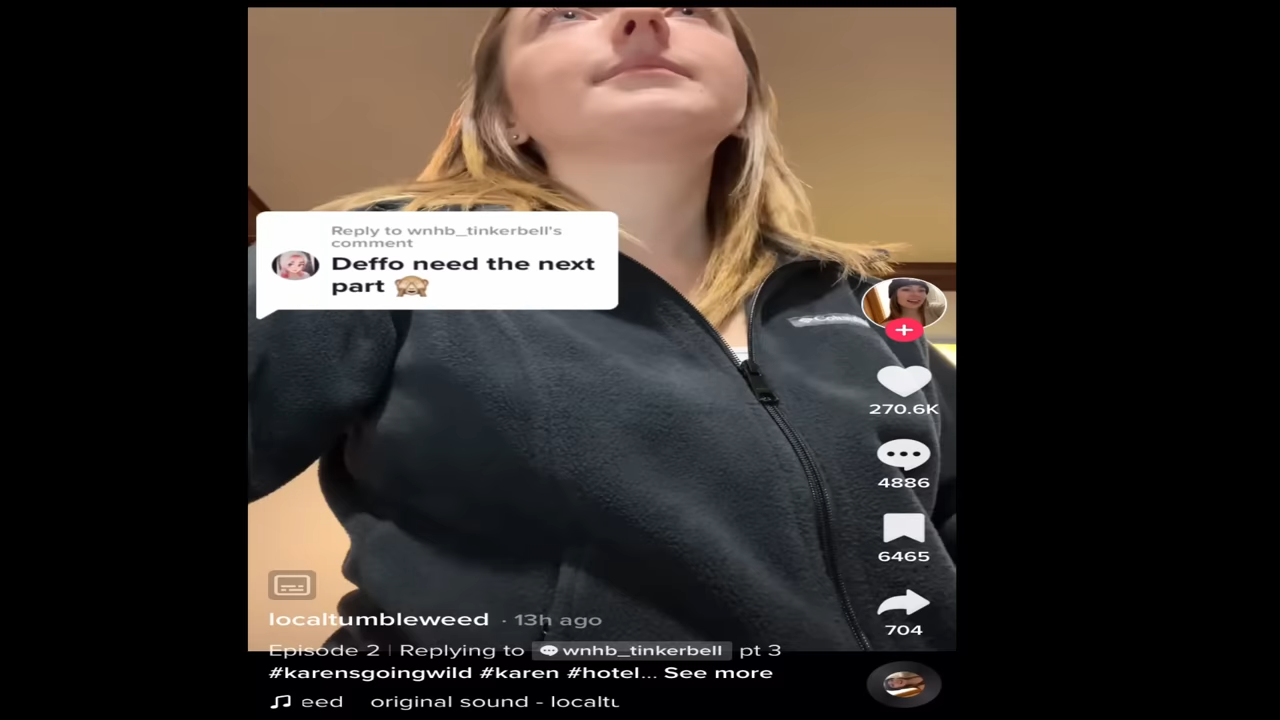 Reply to wnhb_tinkerbell's
comment
Deffo need the next
part 🙈
Columbia
270.6K
4886
6465
704
localtumbleweed · 13h ago
Episode 2 | Replying to wnhb_tinkerbell pt 3
#karensgoingwild #karen #hotel... See more
eed original sound - localtu